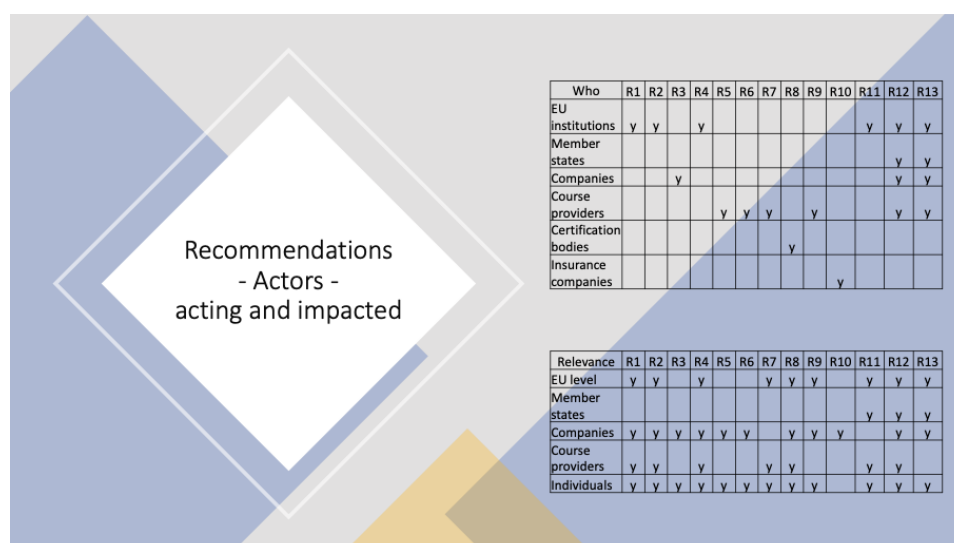 Recommendations
- Actors -
acting and impacted
Who R1 R2 R3 R4 R5 R6 R7 R8 R9 R10 R11 R12 R13
EU
institutions y y y y y y
Member
states y y
Companies y y y
Course
providers y y y y y y
Certification
bodies y
Insurance
companies y
Relevance R1 R2 R3 R4 R5 R6 R7 R8 R9 R10 R11 R12 R13
EU level y y y y y y y y y
Member
states y y y
Companies y y y y y y y y y y y
Course
providers y y y y y y y
Individuals y y y y y y y y y y y y